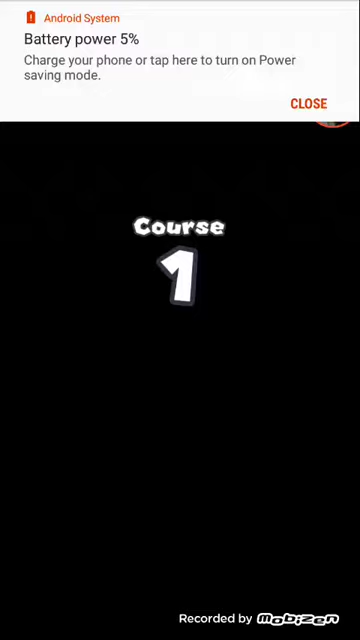 Android System
Battery power 5%
Charge your phone or tap here to turn on Power
saving mode.
CLOSE
Course
1
Recorded by Mobizen